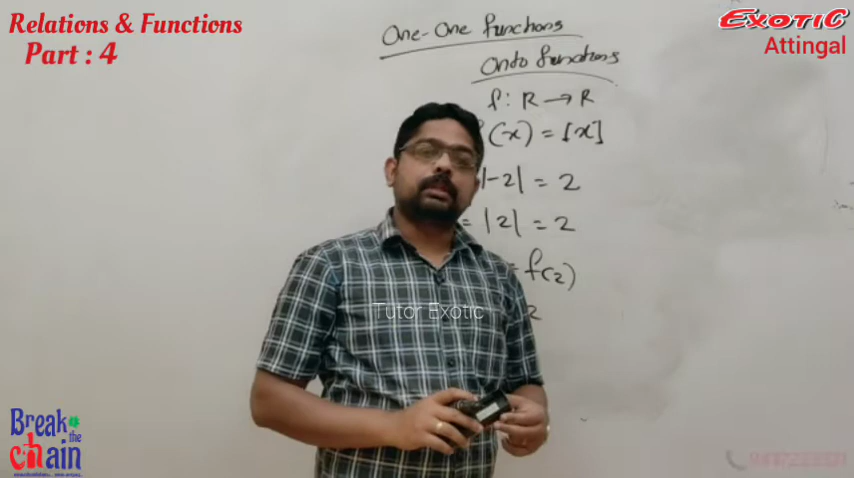 Relations & Functions
Part : 4
EXOTIC
Attingal
One-One functions
Onto functions
f : R → R
(x) = [x]
|-2| = 2
= |2| = 2
= f(2)
2
Tutor Exotic
Break
the
chain